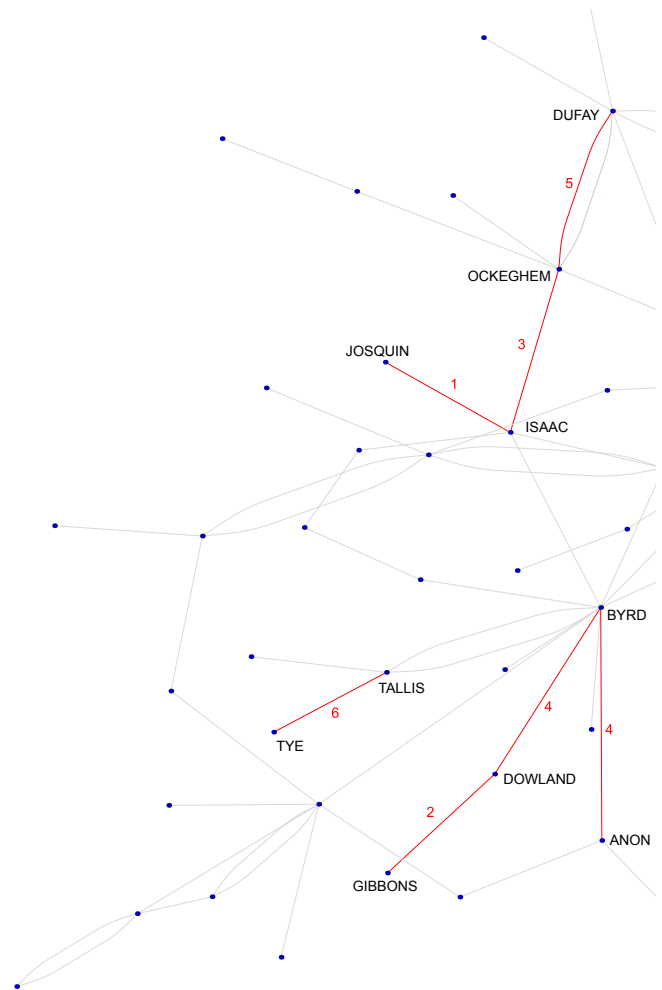 DUFAY
5
OCKEGHEM
3
JOSQUIN
1
ISAAC
BYRD
TALLIS
6
4
4
TYE
DOWLAND
2
ANON
GIBBONS